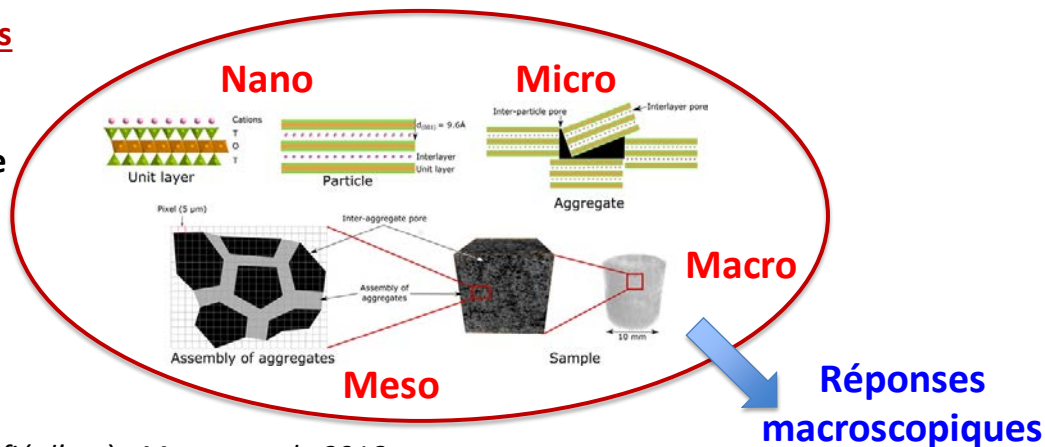 s
Nano
Micro
Cations
T
O
T
Unit layer
d(001) = 9.6Å
Interlayer
Unit layer
Particle
Inter-particle pore
Interlayer pore
Aggregate
e
Pixel (5 µm)
Inter-aggregate pore
Assembly of
aggregates
Assembly of aggregates
Macro
10 mm
Sample
Meso
Réponses
macroscopiques